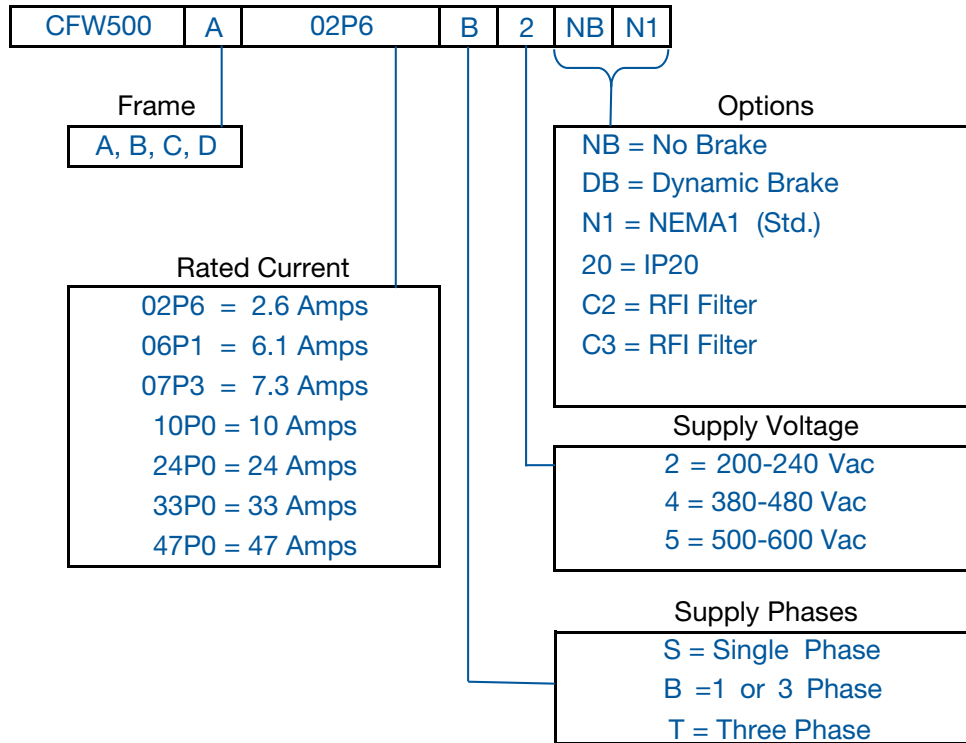 CFW500 A 02P6 B 2 NB N1
Frame
A, B, C, D
Rated Current
02P6 = 2.6 Amps
06P1 = 6.1 Amps
07P3 = 7.3 Amps
10P0 = 10 Amps
24P0 = 24 Amps
33P0 = 33 Amps
47P0 = 47 Amps
Options
NB = No Brake
DB = Dynamic Brake
N1 = NEMA1 (Std.)
20 = IP20
C2 = RFI Filter
C3 = RFI Filter
Supply Voltage
2 = 200-240 Vac
4 = 380-480 Vac
5 = 500-600 Vac
Supply Phases
S = Single Phase
B =1 or 3 Phase
T = Three Phase